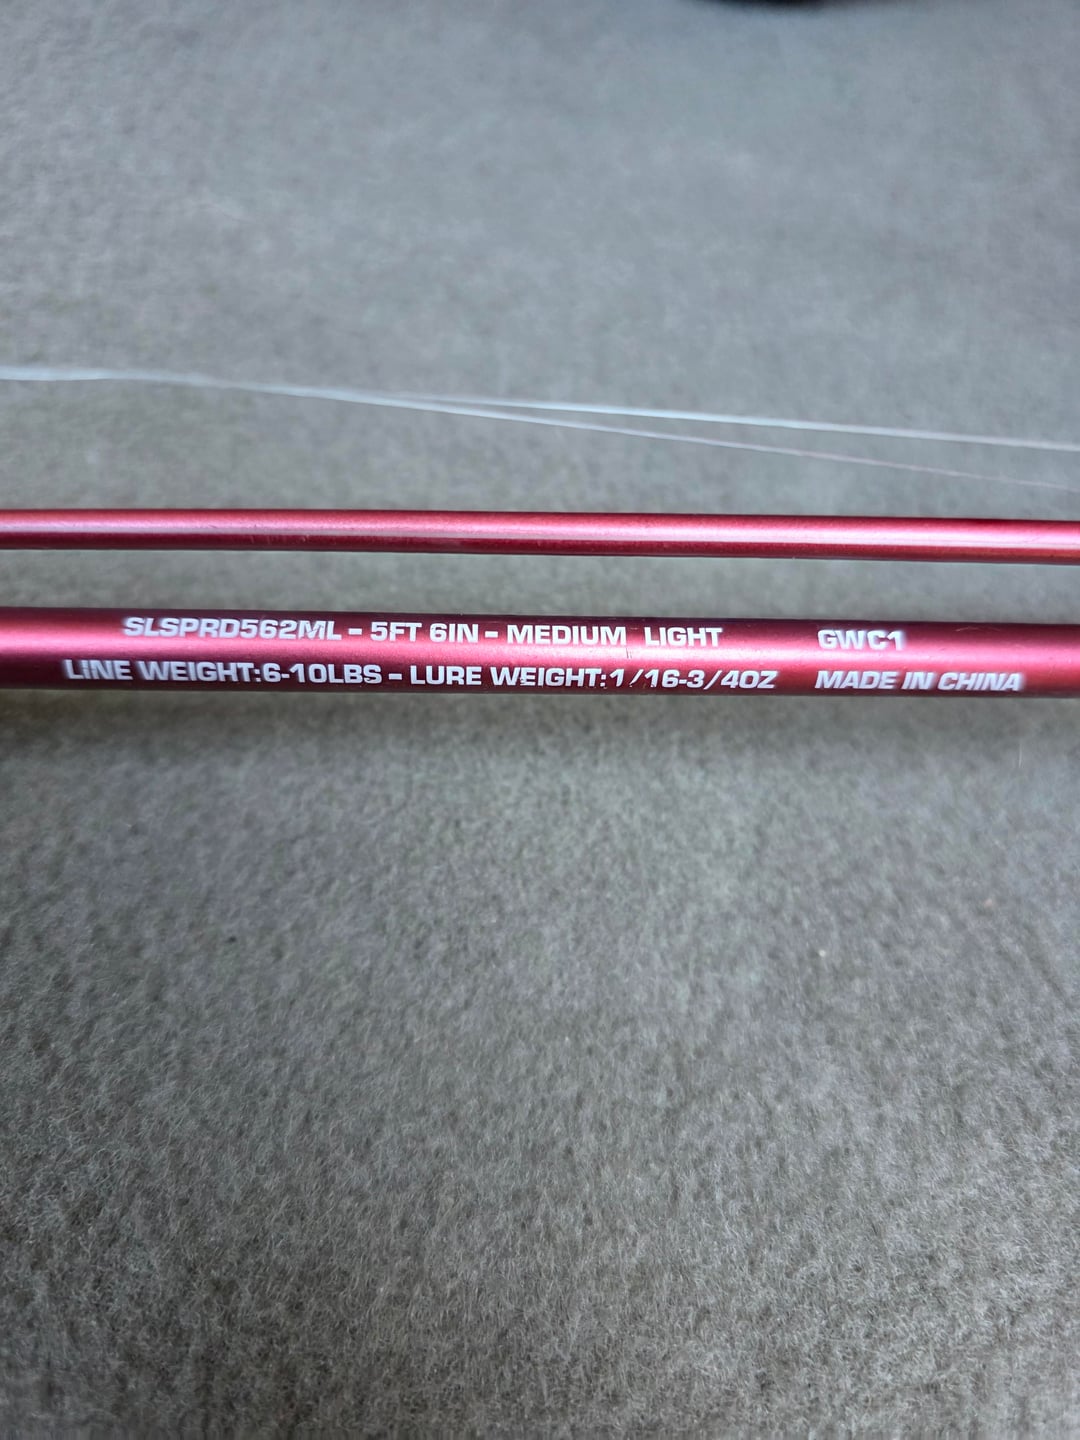 SLSPRD562ML - 5FT 6IN - MEDIUM LIGHT GWC1
LINE WEIGHT:6-10LBS - LURE WEIGHT:1/16-3/4OZ MADE IN CHINA